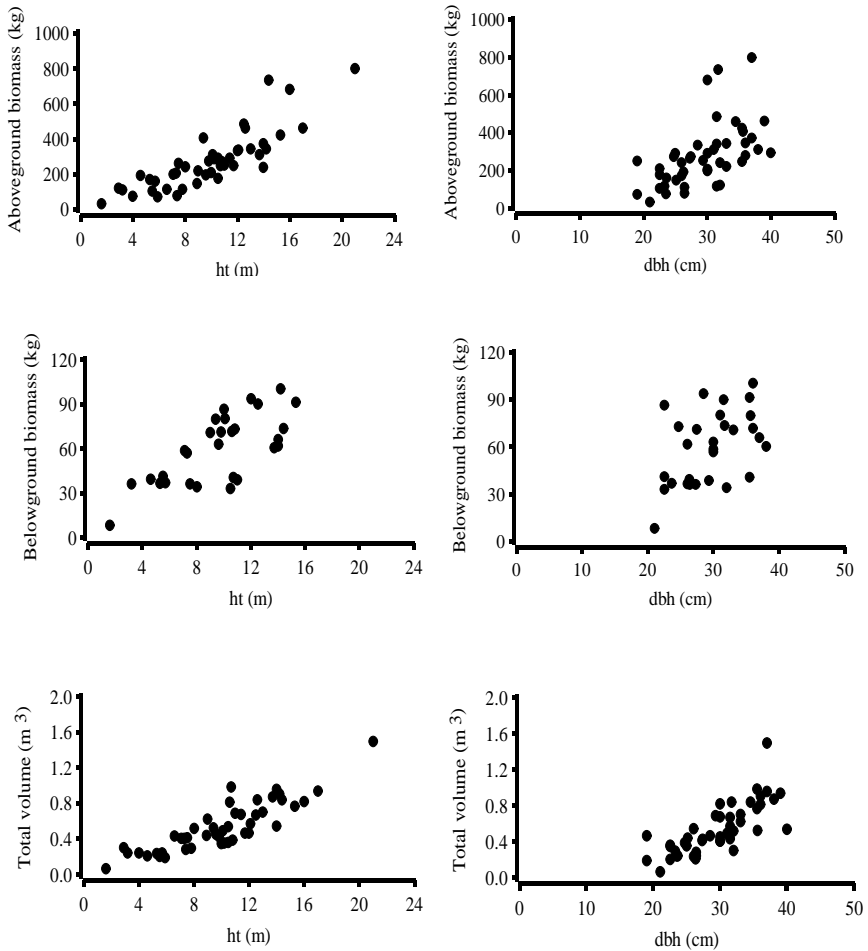 Aboveground biomass (kg)
1000
800
600
400
200
0
0 4 8 12 16 20 24
ht (m)
Aboveground biomass (kg)
1000
800
600
400
200
0
0 10 20 30 40 50
dbh (cm)
Belowground biomass (kg)
120
90
60
30
0
0 4 8 12 16 20 24
ht (m)
Belowground biomass (kg)
120
90
60
30
0
0 10 20 30 40 50
dbh (cm)
Total volume (m 3)
2.0
1.6
1.2
0.8
0.4
0.0
0 4 8 12 16 20 24
ht (m)
Total volume (m 3)
2.0
1.6
1.2
0.8
0.4
0.0
0 10 20 30 40 50
dbh (cm)